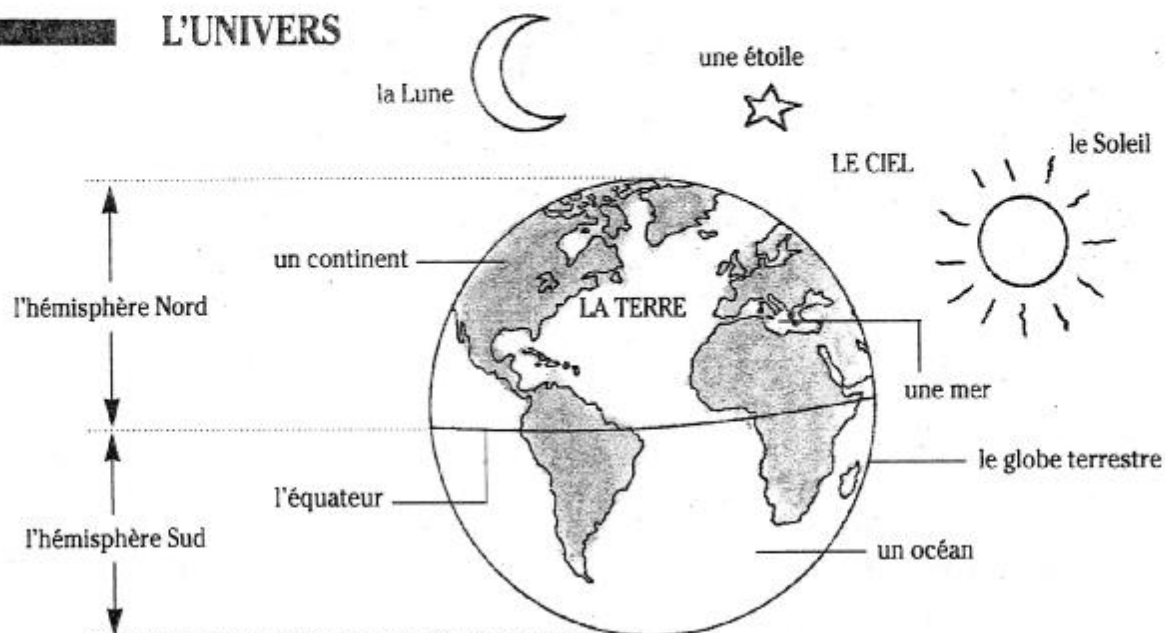 L'UNIVERS
une étoile
la Lune
le Soleil
LE CIEL
un continent
l'hémisphère Nord
LA TERRE
une mer
le globe terrestre
l'équateur
l'hémisphère Sud
un océan